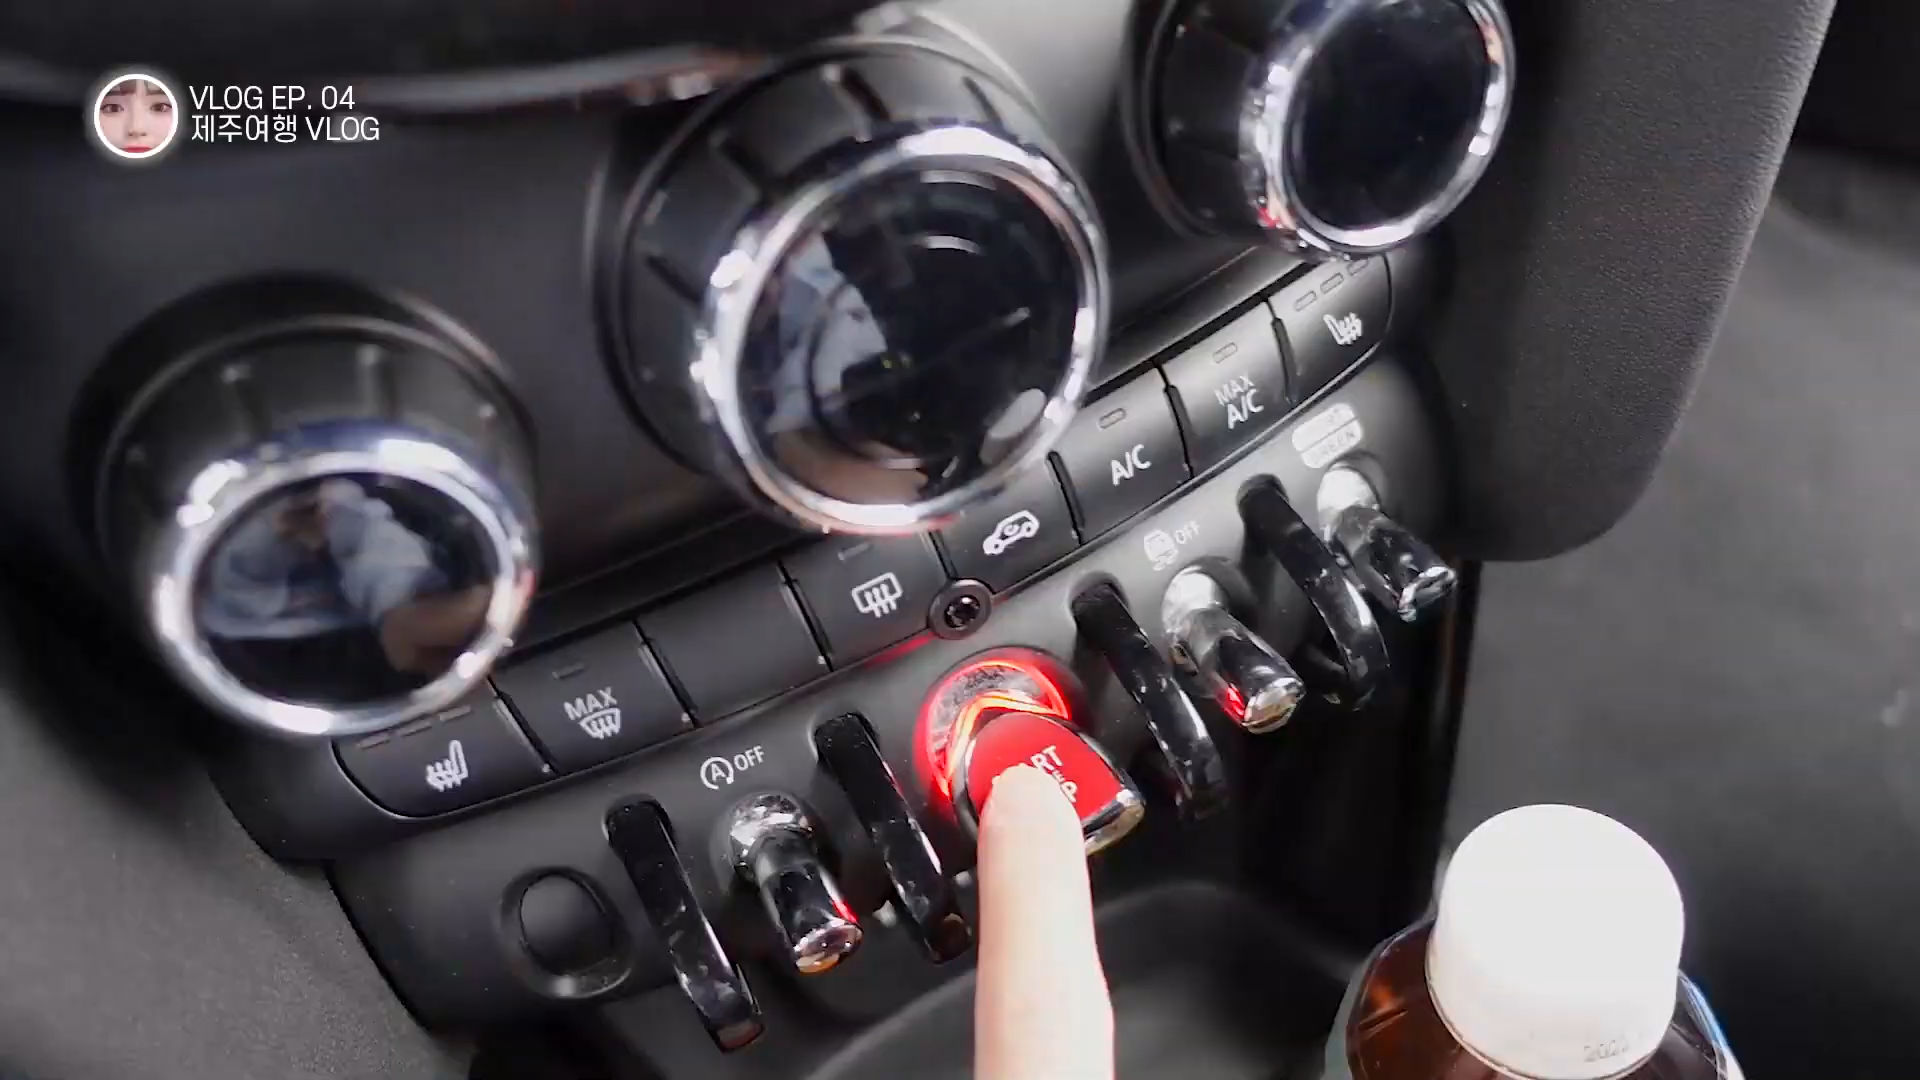 VLOG EP. 04
제주여행 VLOG
MAX
A/C
A/C
OFF
MAX
A OFF